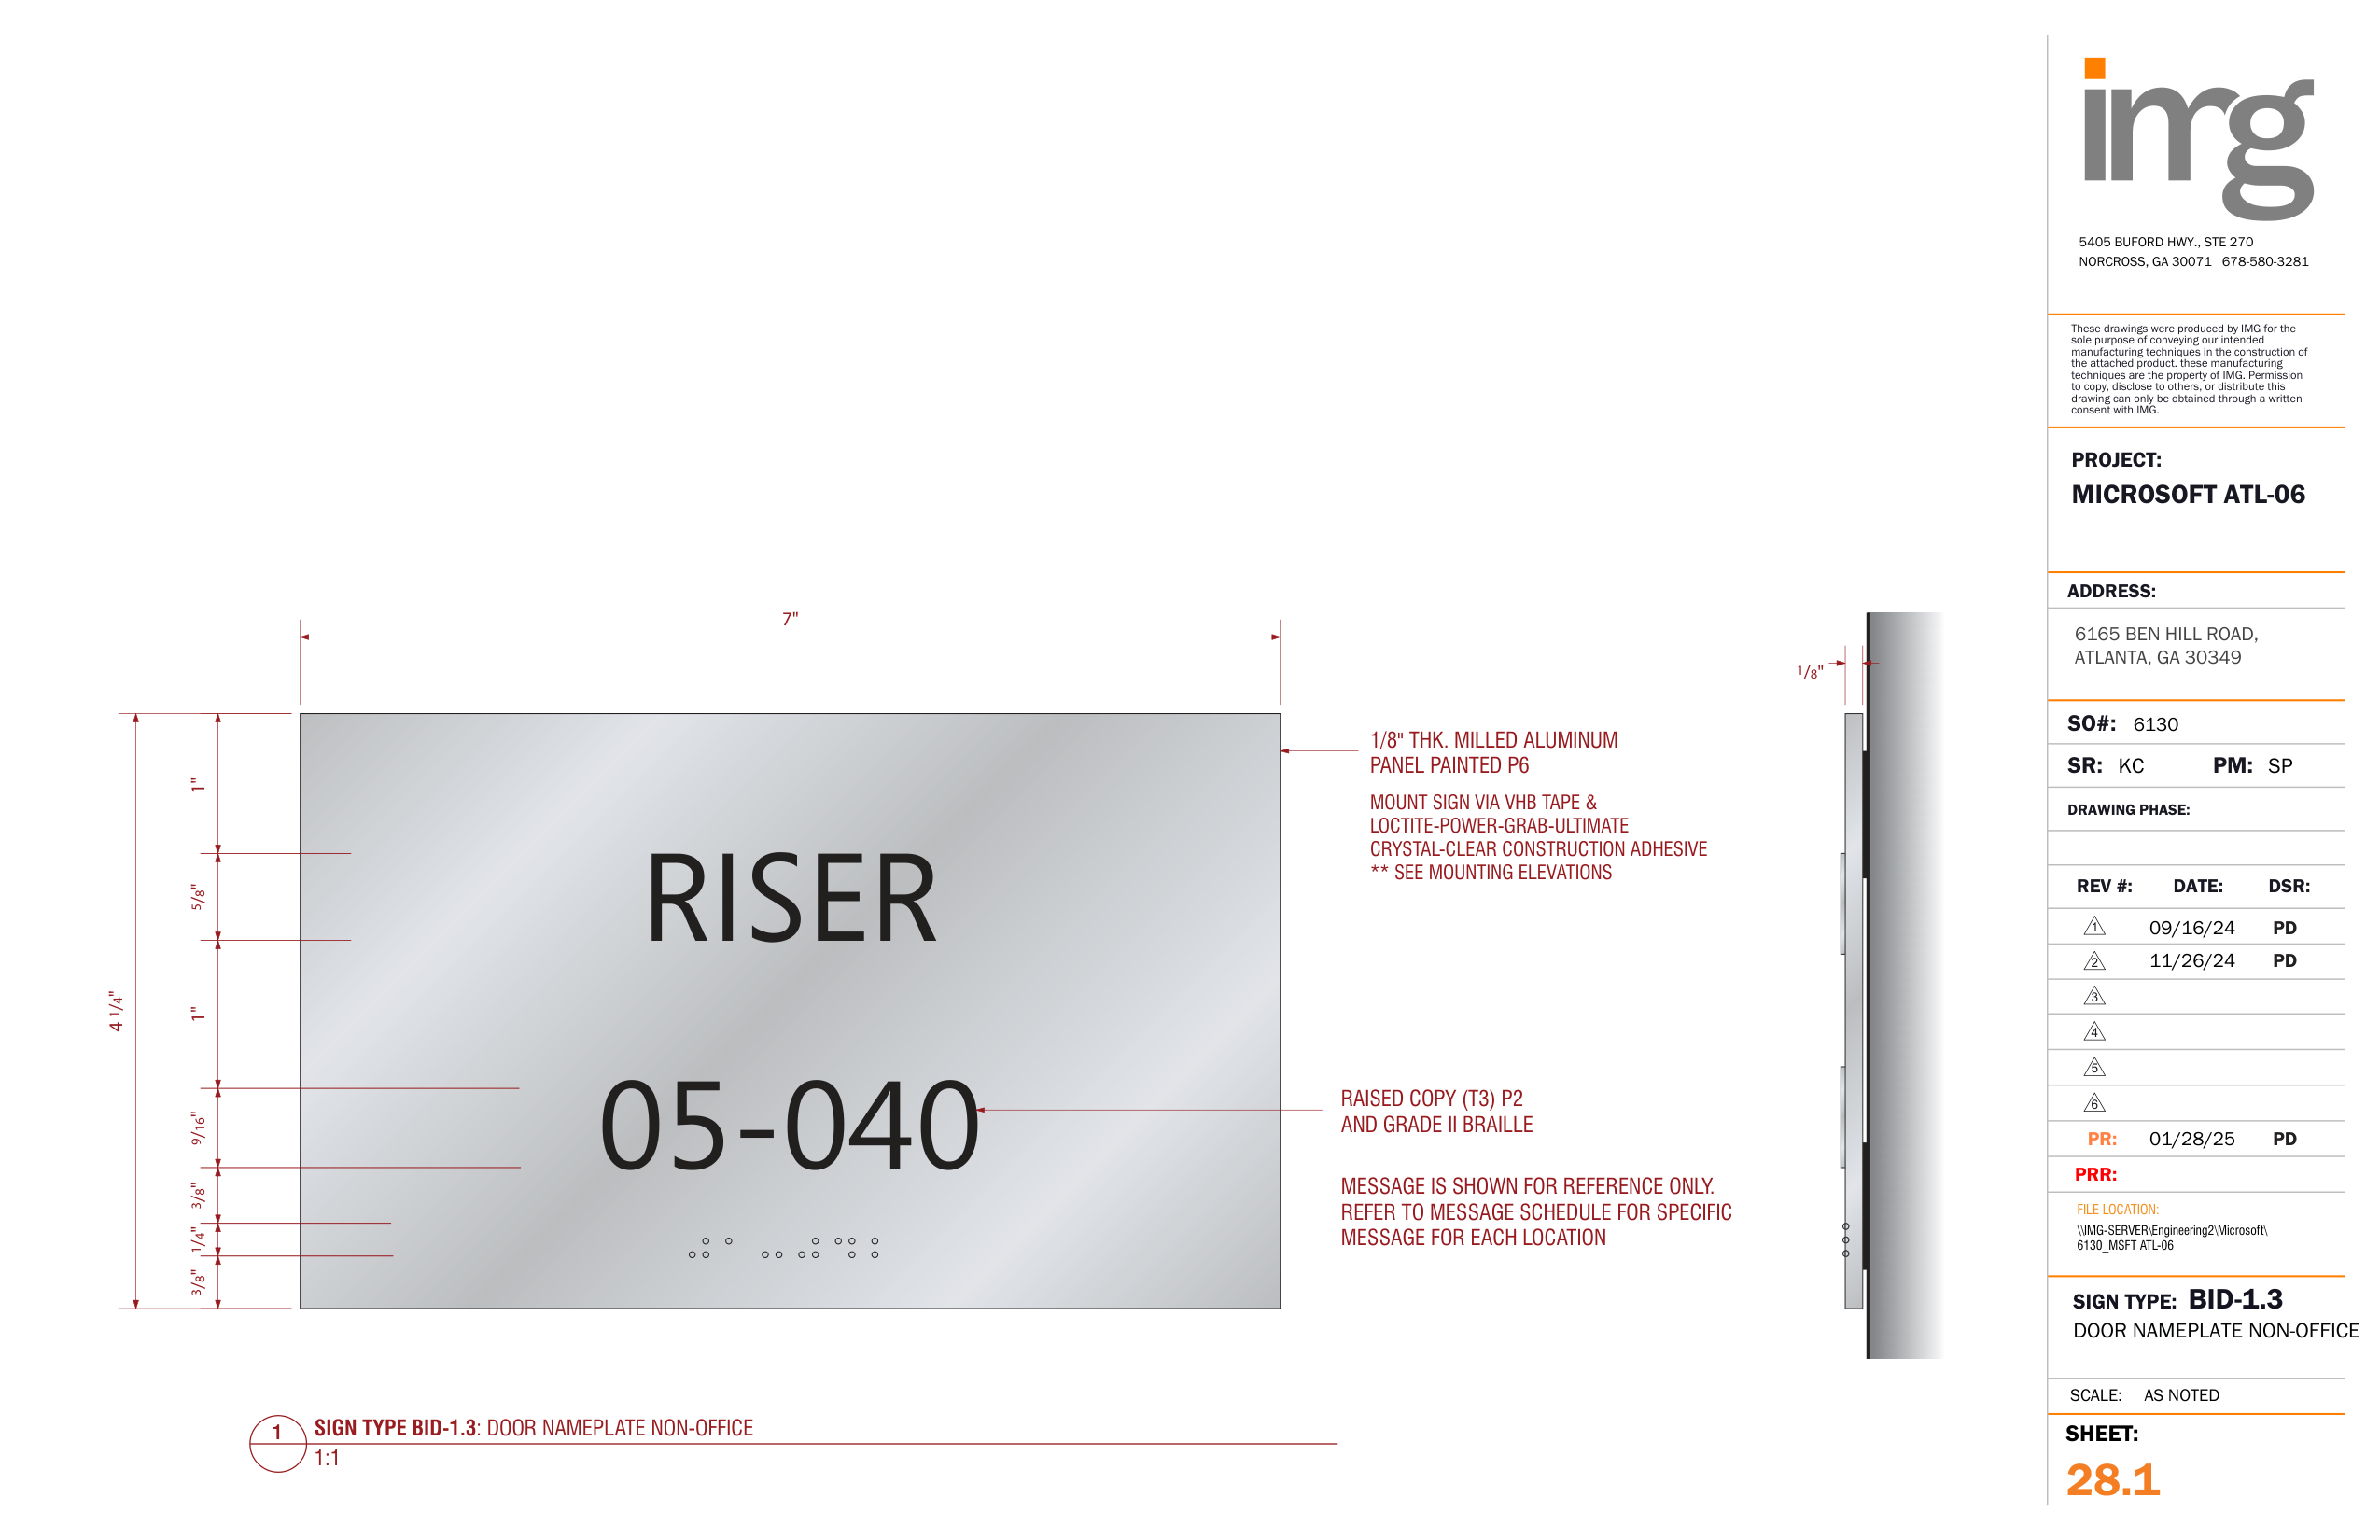 7"
4 1/4"
1"
5/8"
1"
9/16"
3/8"
1/4"
3/8"
RISER
05-040
1/8" THK. MILLED ALUMINUM
PANEL PAINTED P6
MOUNT SIGN VIA VHB TAPE &
LOCTITE-POWER-GRAB-ULTIMATE
CRYSTAL-CLEAR CONSTRUCTION ADHESIVE
** SEE MOUNTING ELEVATIONS
RAISED COPY (T3) P2
AND GRADE II BRAILLE
MESSAGE IS SHOWN FOR REFERENCE ONLY.
REFER TO MESSAGE SCHEDULE FOR SPECIFIC
MESSAGE FOR EACH LOCATION
1/8"
1 SIGN TYPE BID-1.3: DOOR NAMEPLATE NON-OFFICE
1:1
img
5405 BUFORD HWY., STE 270
NORCROSS, GA 30071 678-580-3281
These drawings were produced by IMG for the
sole purpose of conveying our intended
manufacturing techniques in the construction of
the attached product. these manufacturing
techniques are the property of IMG. Permission
to copy, disclose to others, or distribute this
drawing can only be obtained through a written
consent with IMG.
PROJECT:
MICROSOFT ATL-06
ADDRESS:
6165 BEN HILL ROAD,
ATLANTA, GA 30349
SO#: 6130
SR: KC PM: SP
DRAWING PHASE:
REV #: DATE: DSR:
1 09/16/24 PD
2 11/26/24 PD
3
4
5
6
PR: 01/28/25 PD
PRR:
FILE LOCATION:
\\IMG-SERVER\Engineering2\Microsoft\
6130_MSFT ATL-06
SIGN TYPE: BID-1.3
DOOR NAMEPLATE NON-OFFICE
SCALE: AS NOTED
SHEET:
28.1